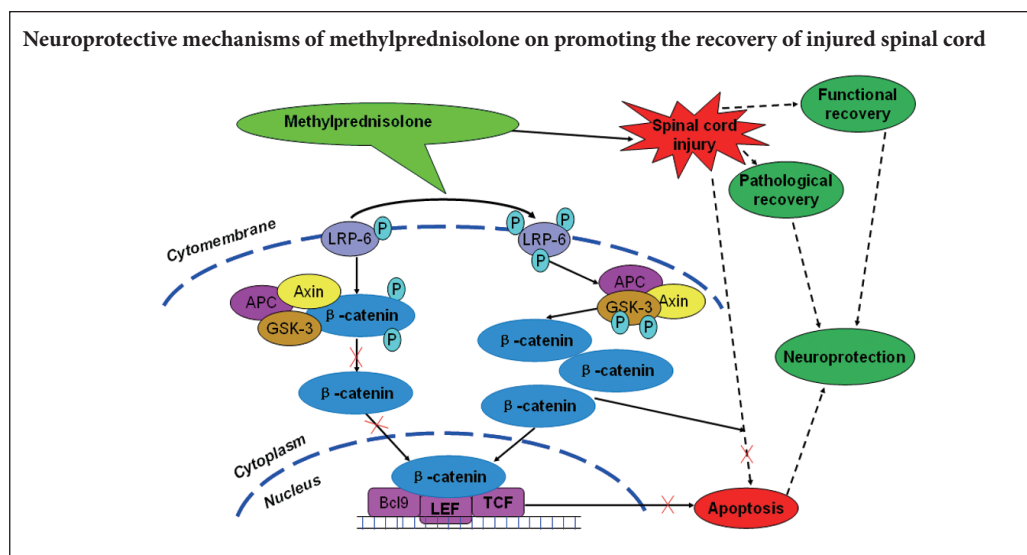 Neuroprotective mechanisms of methylprednisolone on promoting the recovery of injured spinal cord
Methylprednisolone
Spinal cord
injury
Functional
recovery
Pathological
recovery
Cytomembrane
LRP-6
P
P
P
LRP-6
P
APC
Axin
GSK-3
β-catenin
P
P
APC
Axin
GSK-3
P
P
β-catenin
β-catenin
β-catenin
β-catenin
Neuroprotection
Cytoplasm
Nucleus
β-catenin
Bcl9
LEF
TCF
Apoptosis